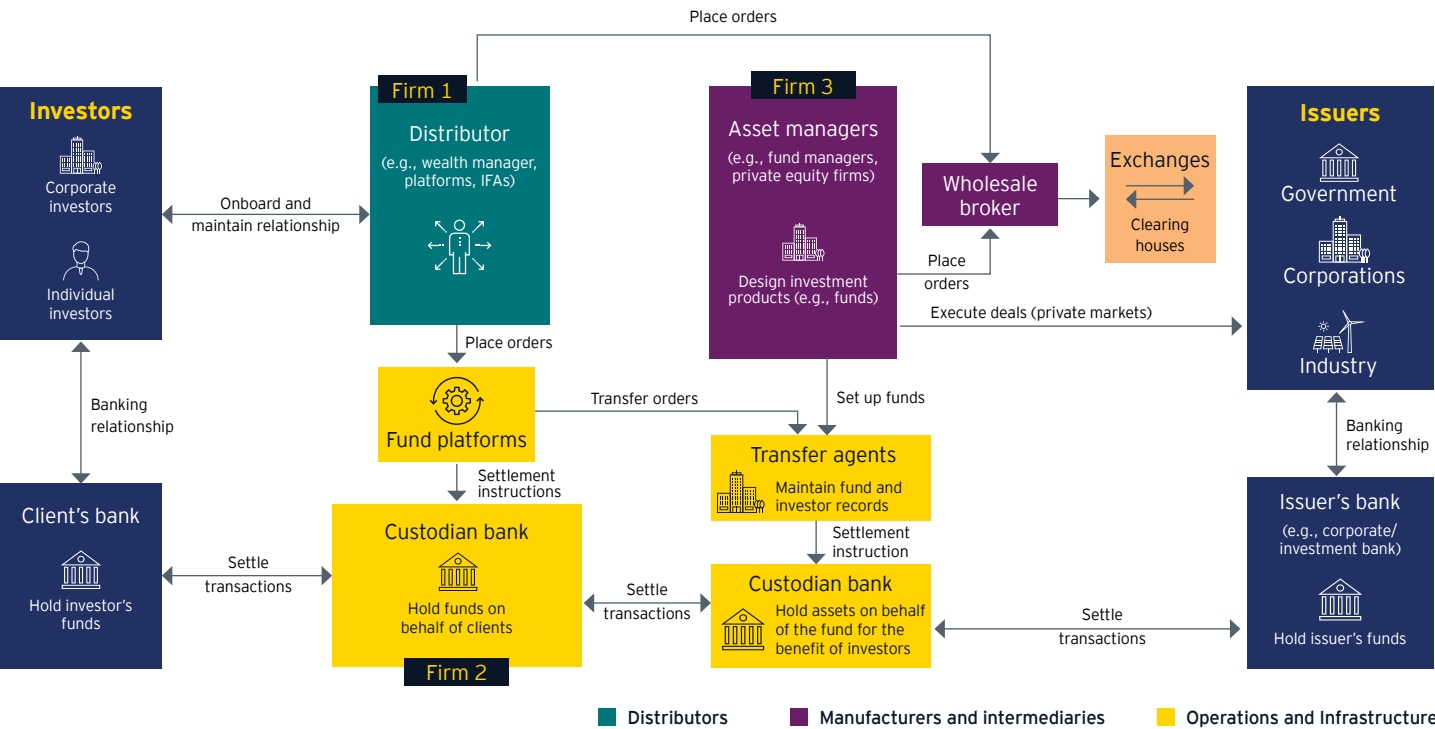 Place orders
Investors
Corporate
investors
Individual
investors
Onboard and
maintain relationship
Firm 1
Distributor
(e.g., wealth manager,
platforms, IFAs)
Firm 3
Asset managers
(e.g., fund managers,
private equity firms)
Design investment
products (e.g., funds)
Wholesale
broker
Exchanges
Clearing
houses
Place
orders
Execute deals (private markets)
Issuers
Government
Corporations
Industry
Place orders
Fund platforms
Transfer orders
Set up funds
Banking
relationship
Banking
relationship
Settlement
instructions
Transfer agents
Maintain fund and
investor records
Settlement
instruction
Client's bank
Hold investor's
funds
Settle
transactions
Custodian bank
Hold funds on
behalf of clients
Firm 2
Settle
transactions
Custodian bank
Hold assets on behalf
of the fund for the
benefit of investors
Settle
transactions
Issuer's bank
(e.g., corporate/
investment bank)
Hold issuer's funds
Distributors
Manufacturers and intermediaries
Operations and Infrastructure